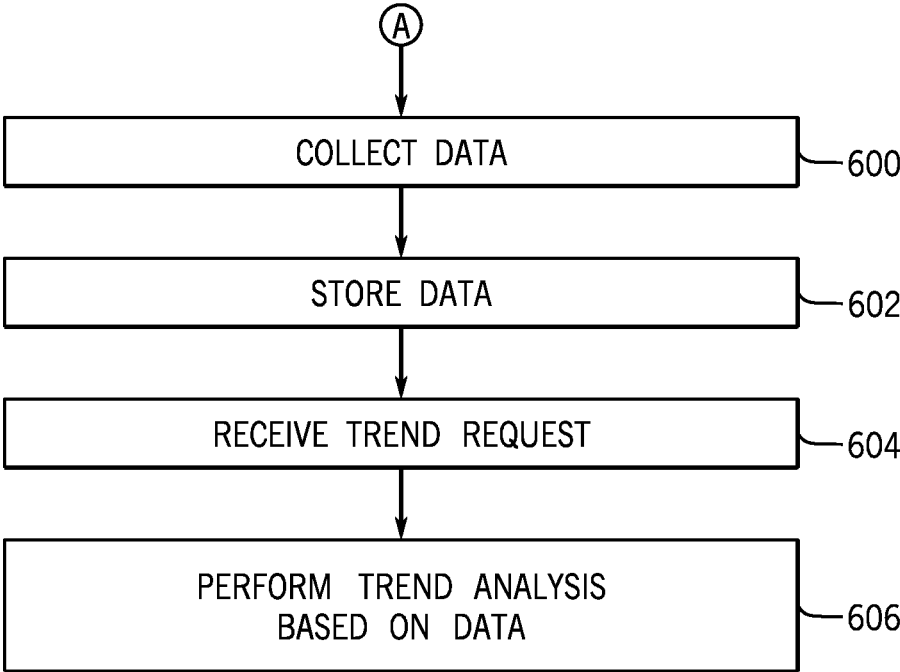 A
COLLECT DATA
600
STORE DATA
602
RECEIVE TREND REQUEST
604
PERFORM TREND ANALYSIS
BASED ON DATA
606